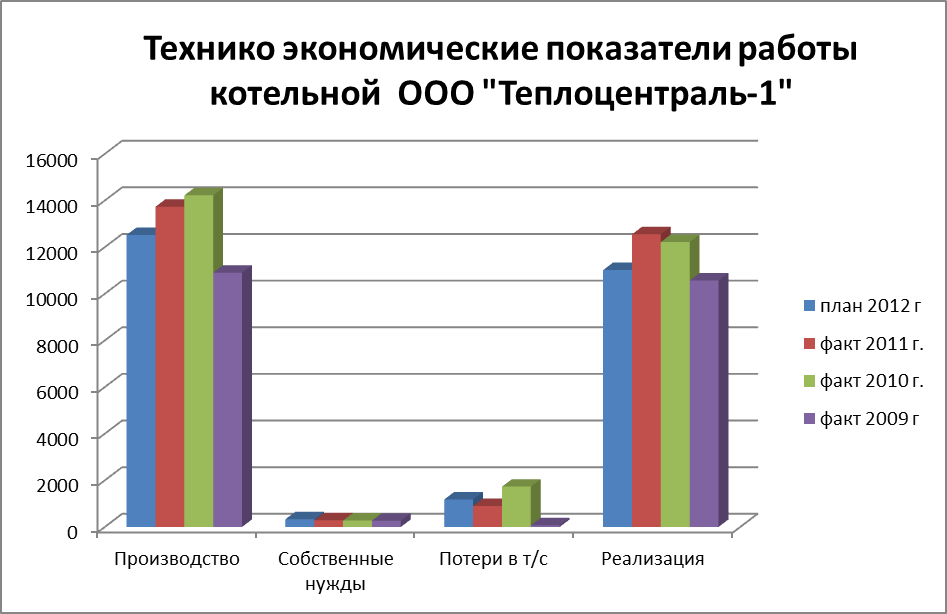 Технико экономические показатели работы
котельной ООО "Теплоцентраль-1"
16000
14000
12000
10000
8000
6000
4000
2000
0
Производство
Собственные
нужды
Потери в т/с
Реализация
план 2012 г
факт 2011 г.
факт 2010 г.
факт 2009 г